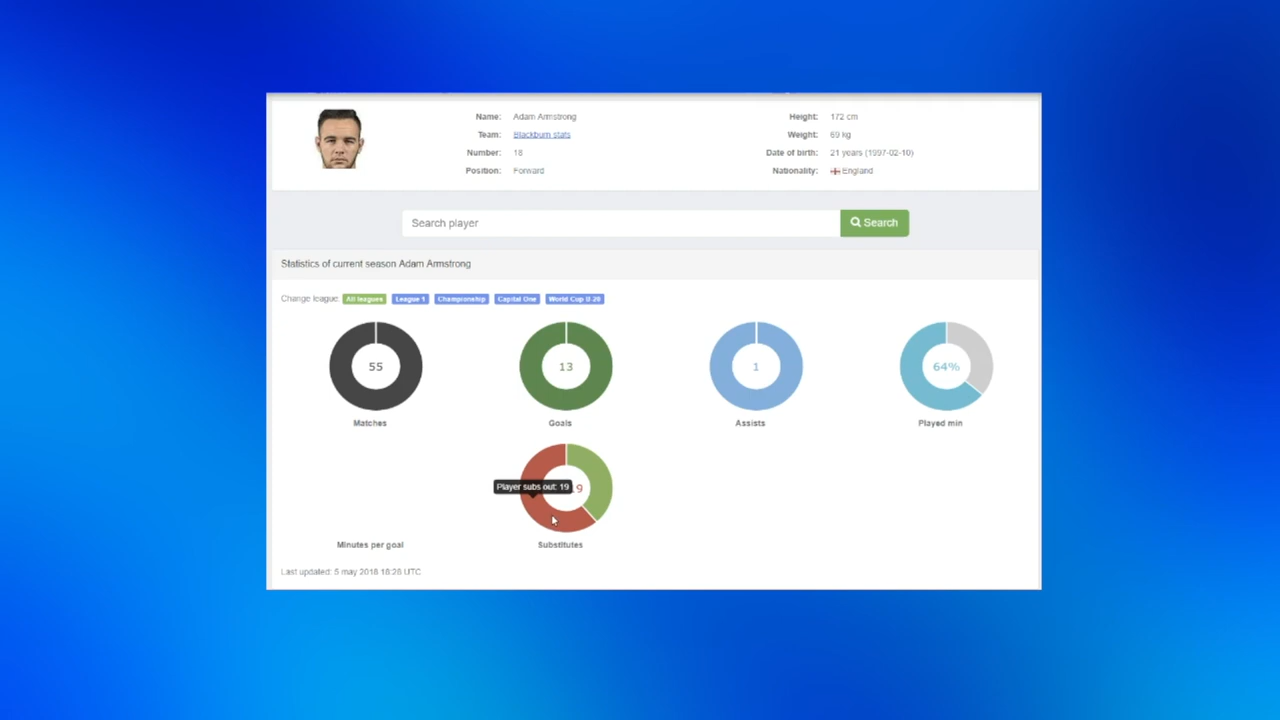 Name: Adam Armstrong
Height: 172 cm
Team: Blackburn stats
Weight: 69 kg
Number: 18
Date of birth: 21 years (1997-02-10)
Position: Forward
Nationality: England
Search player
Search
Statistics of current season Adam Armstrong
Change league: All leagues League 1 Championship Capital One World Cup U-20
55
13
1
64%
Matches
Goals
Assists
Played min
Player subs out: 19
9
Minutes per goal
Substitutes
Last updated: 5 may 2018 18:28 UTC